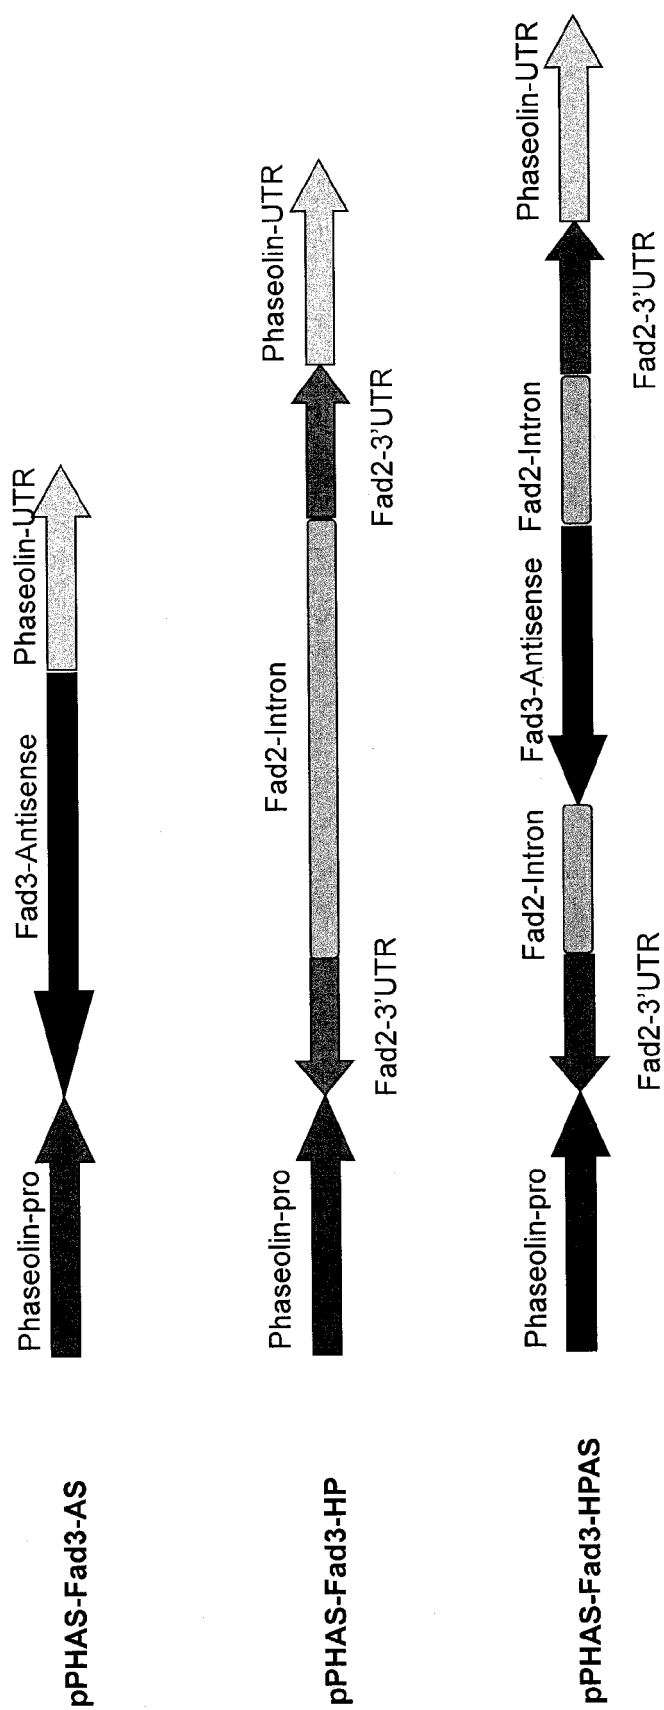 pPHAS-Fad3-AS
Phaseolin-pro
Fad3-Antisense
Phaseolin-UTR
pPHAS-Fad3-HP
Phaseolin-pro
Fad2-3'UTR
Fad2-Intron
Fad2-3'UTR
Phaseolin-UTR
pPHAS-Fad3-HPAS
Phaseolin-pro
Fad2-3'UTR
Fad2-Intron
Fad3-Antisense
Fad2-Intron
Fad2-3'UTR
Phaseolin-UTR